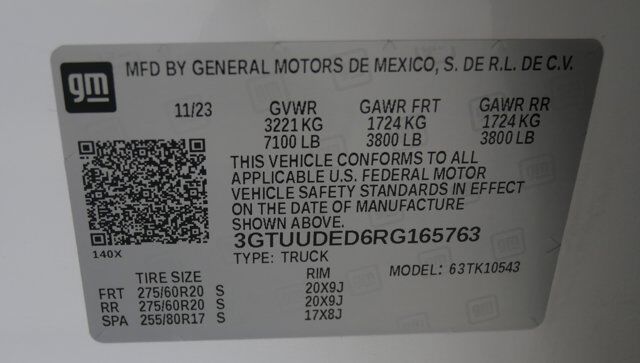 gm
MFD BY GENERAL MOTORS DE MEXICO, S. DE R.L. DE C.V.
11/23 GVWR GAWR FRT GAWR RR
3221 KG 1724 KG 1724 KG
7100 LB 3800 LB 3800 LB
THIS VEHICLE CONFORMS TO ALL
APPLICABLE U.S. FEDERAL MOTOR
VEHICLE SAFETY STANDARDS IN EFFECT
ON THE DATE OF MANUFACTURE
SHOWN ABOVE.
3GTUUDED6RG165763
140X
TYPE: TRUCK MODEL: 63TK10543
TIRE SIZE RIM
FRT 275/60R20 S 20X9J
RR 275/60R20 S 20X9J
SPA 255/80R17 S 17X8J